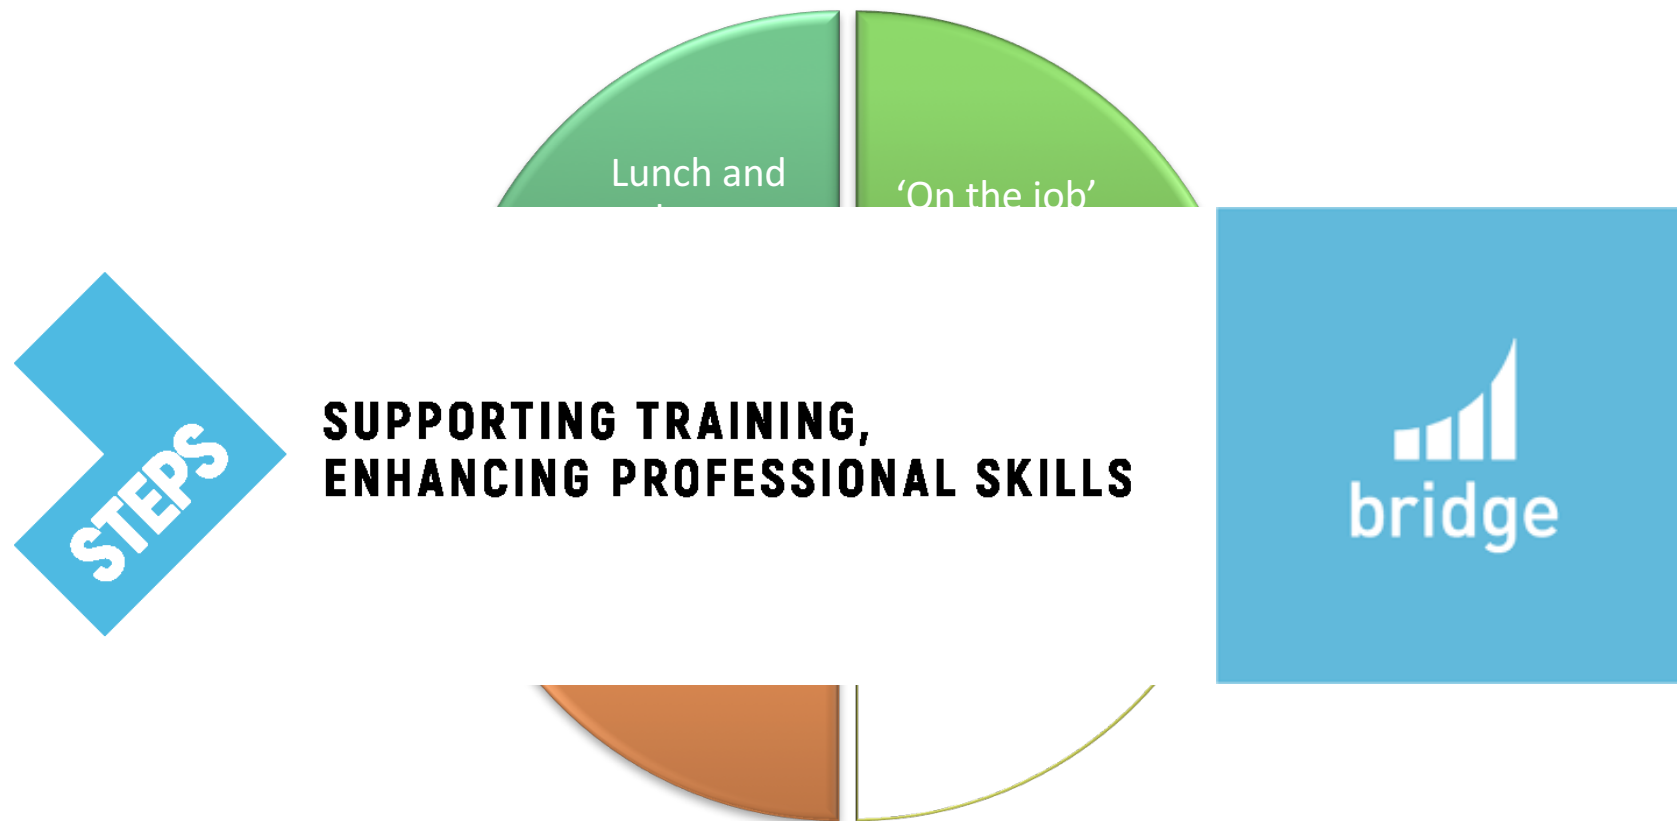 Lunch and
‘On the job’
STEPS
SUPPORTING TRAINING,
ENHANCING PROFESSIONAL SKILLS
bridge